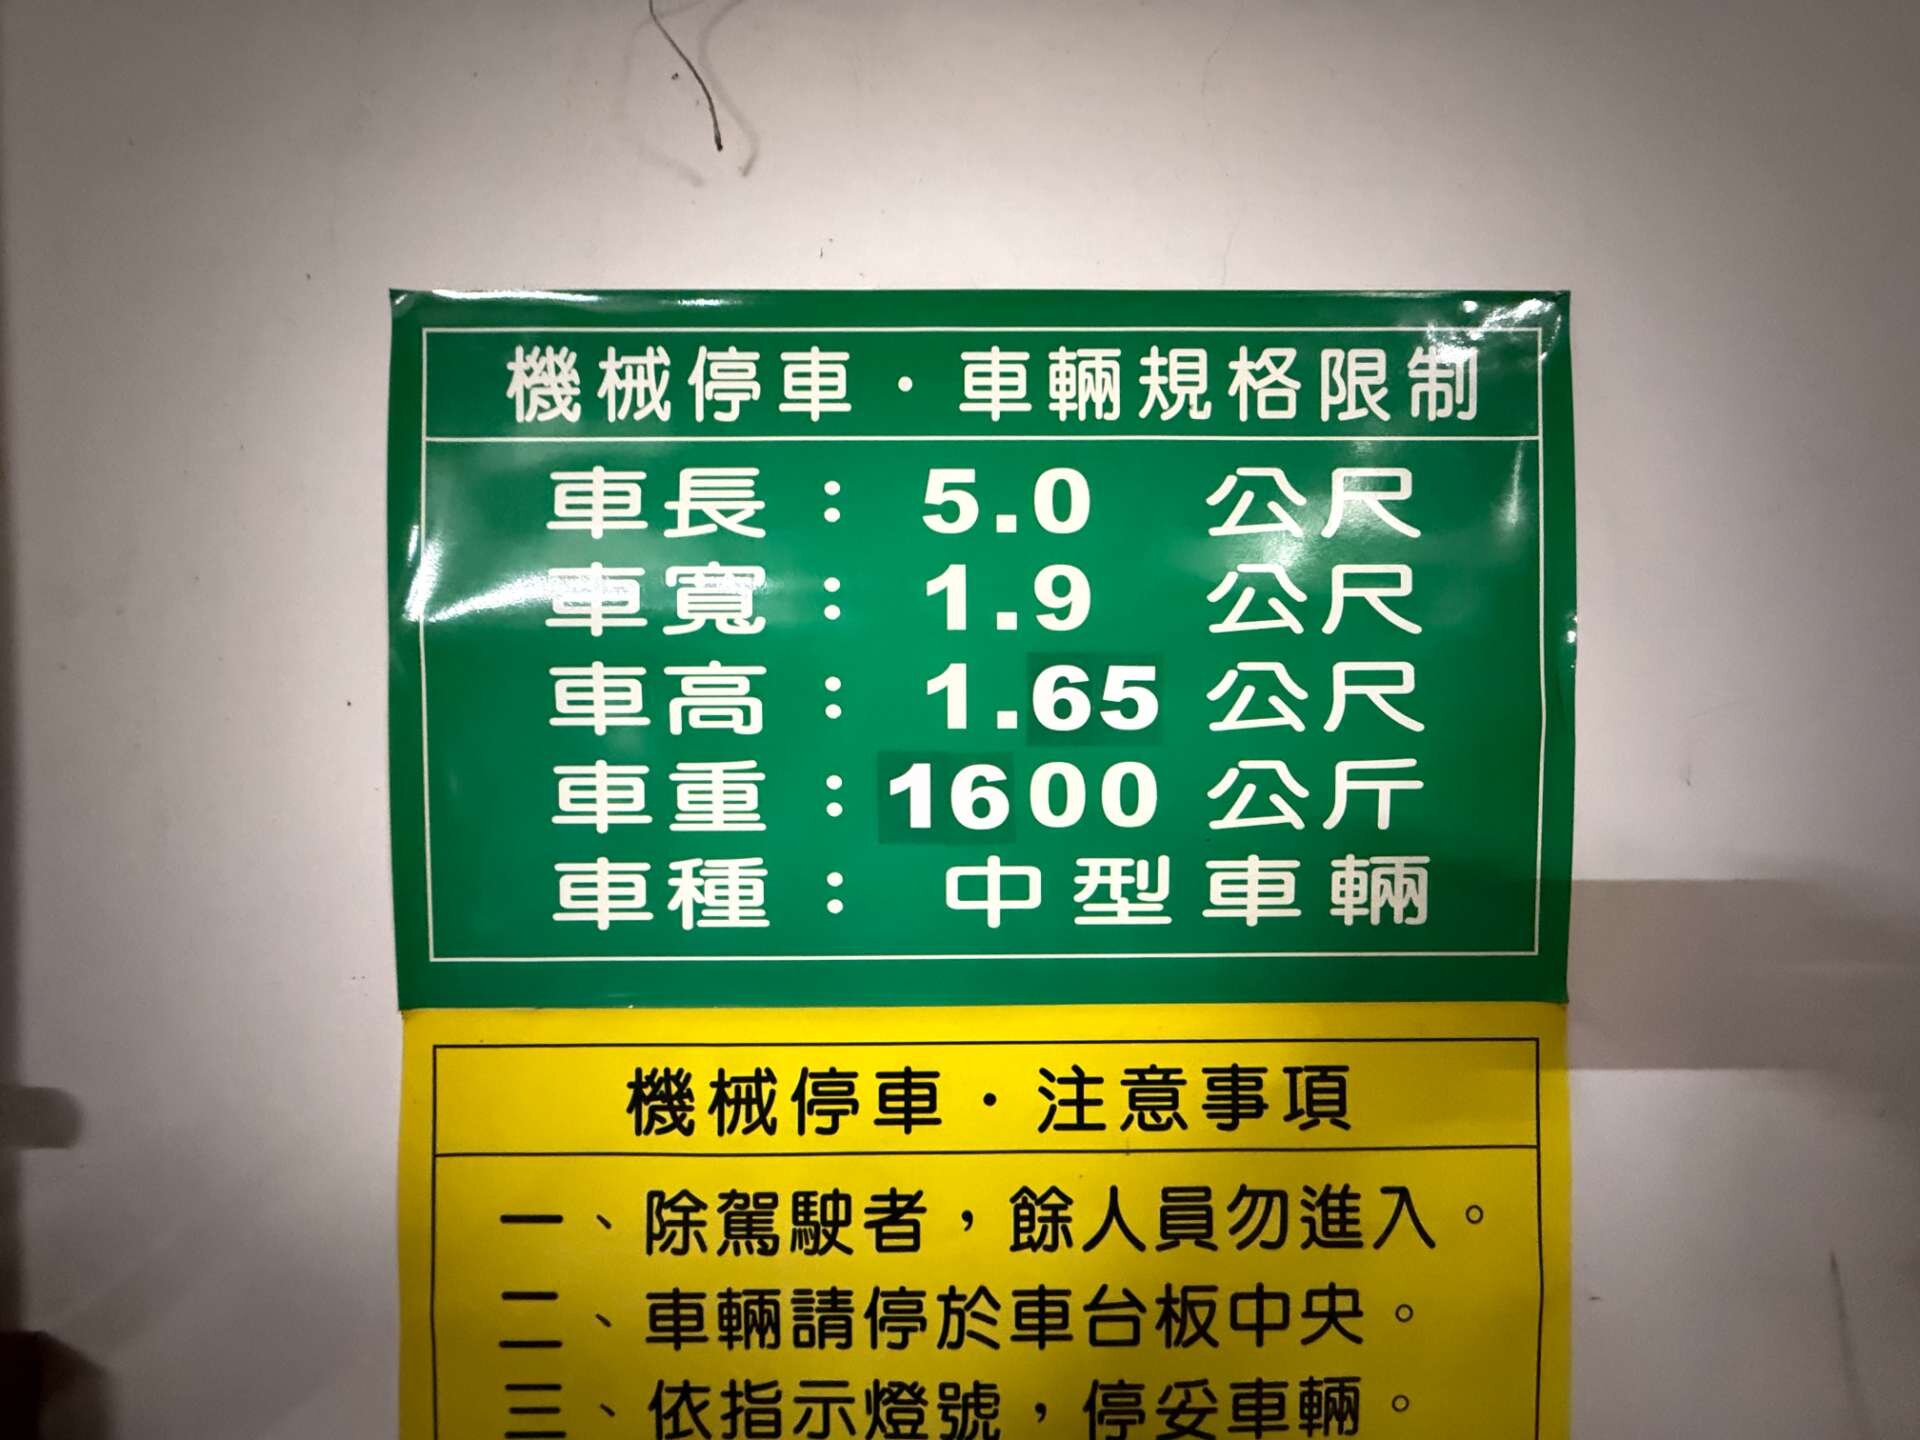 機械停車・車輛規格限制
車長：5.0 公尺
車寬：1.9 公尺
車高：1.65 公尺
車重：1600 公斤
車種：中型車輛
機械停車・注意事項
一、除駕駛者，餘人員勿進入。
二、車輛請停於車台板中央。
三、依指示燈號，停妥車輛。